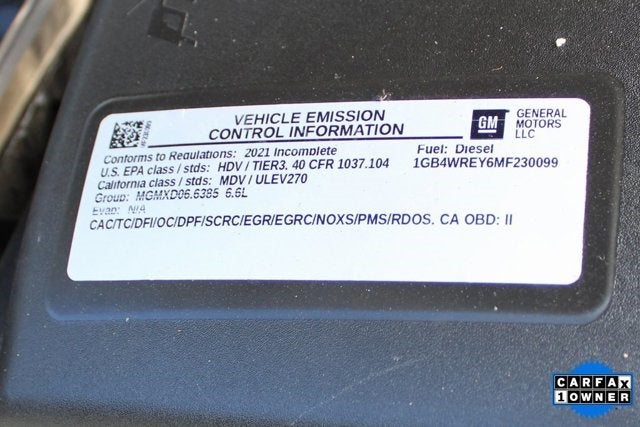 VEHICLE EMISSION
CONTROL INFORMATION
GM
GENERAL
MOTORS
LLC
Conforms to Regulations: 2021 Incomplete
Fuel: Diesel
U.S. EPA class / stds: HDV / TIER3, 40 CFR 1037.104
1GB4WREY6MF230099
California class / stds: MDV / ULEV270
Group: MGMXD06.6385 6.6L
Evap: N/A
CAC/TC/DFI/OC/DPF/SCRC/EGR/EGRC/NOXS/PMS/RDOS. CA OBD: II
CARFAX
1 OWNER